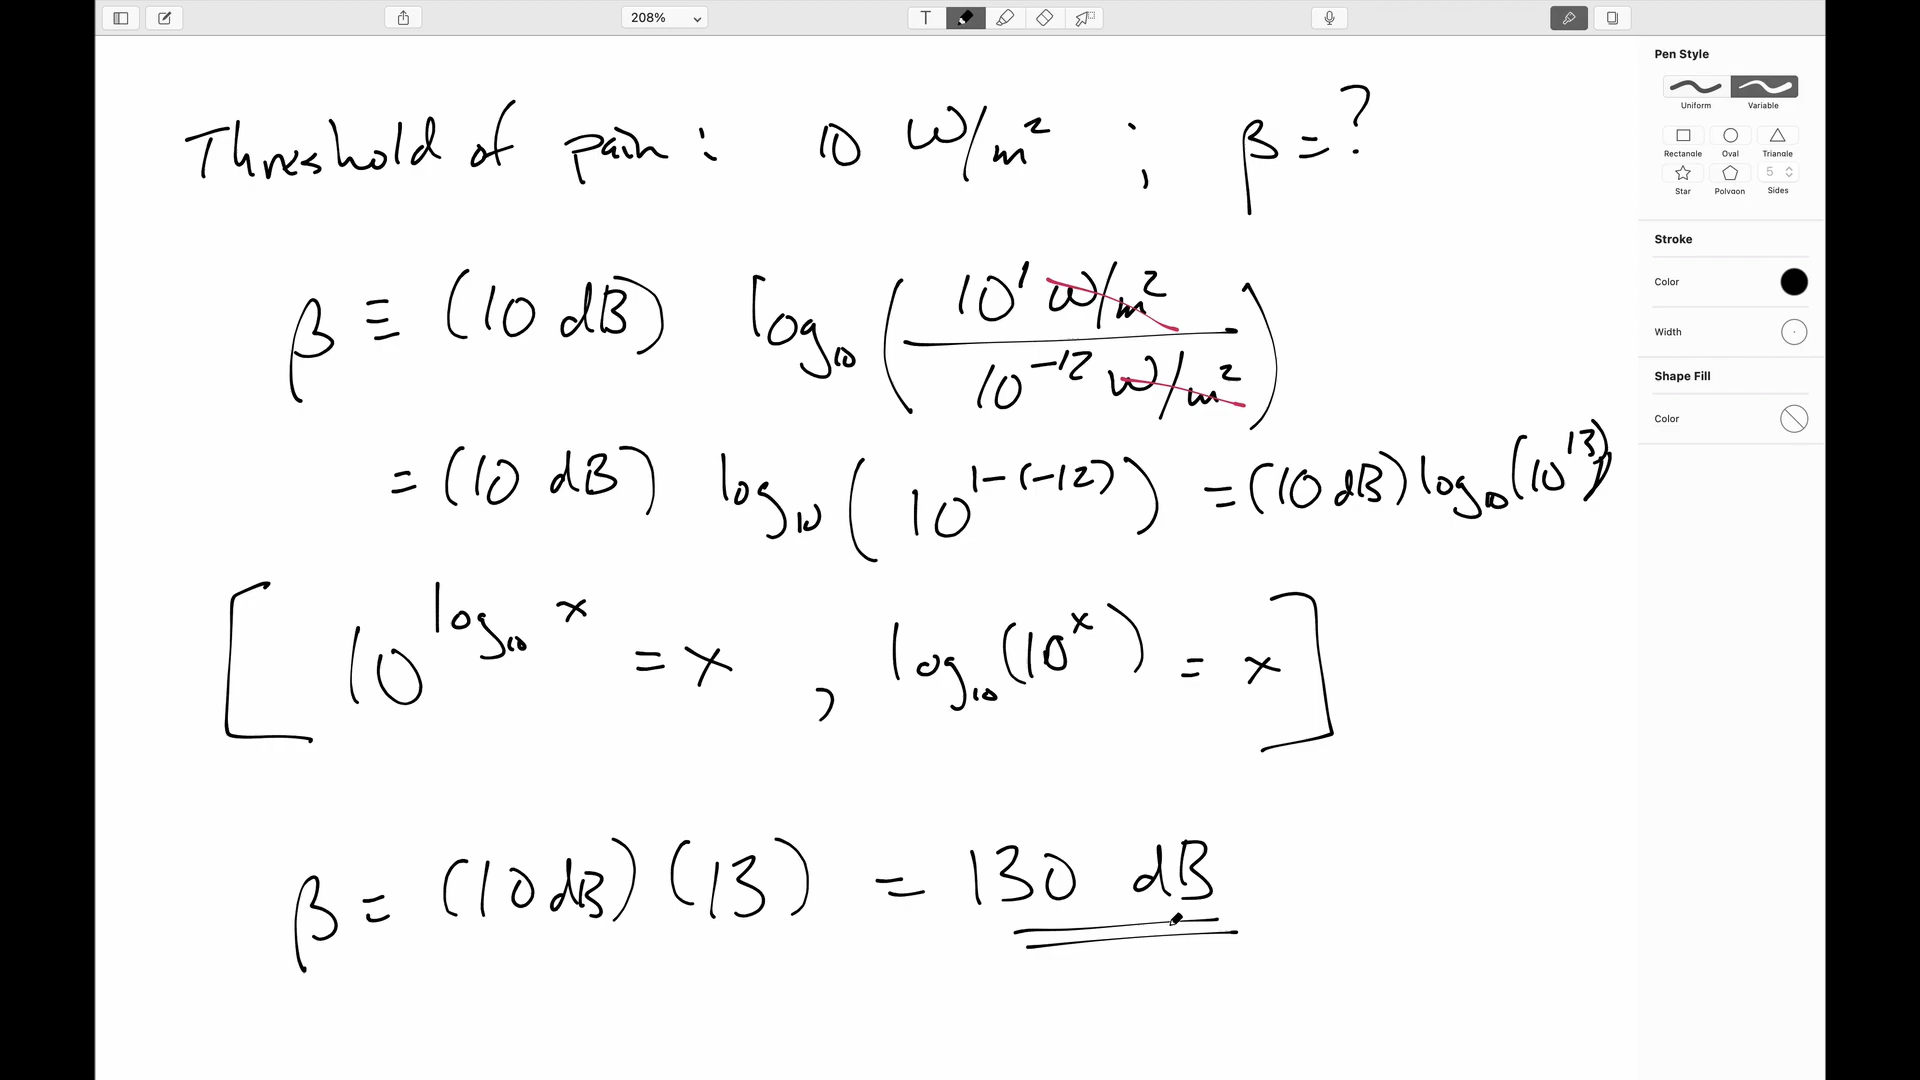 208%
T
Pen Style
Uniform Variable
Rectangle Oval Triangle
5
Star Polygon Sides
Stroke
Color
Width
Shape Fill
Color
Threshold of pain : 10 W/m² ; β = ?
β ≡ (10 dB) log₁₀ (10¹ W/m² / 10⁻¹² W/m²)
= (10 dB) log₁₀ (10^(1-(-12))) = (10 dB) log₁₀ (10¹³)
[ 10^(log₁₀ x) = x , log₁₀ (10^x) = x ]
β = (10 dB) (13) = 130 dB